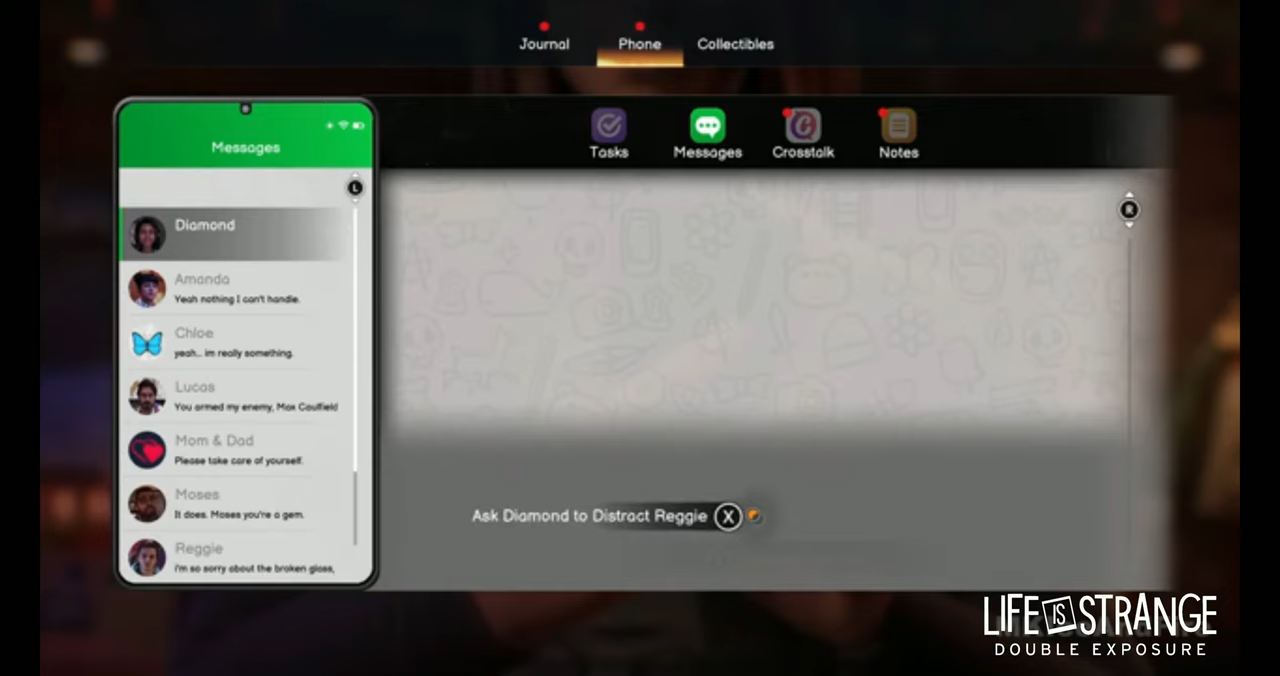 Journal
Phone
Collectibles
Tasks
Messages
Crosstalk
Notes
Messages
L
R
Diamond
Amanda
Yeah nothing I can't handle.
Chloe
yeah... im really something.
Lucas
You armed my enemy, Max Caulfield
Mom & Dad
Please take care of yourself.
Moses
It does. Moses you're a gem.
Reggie
i'm so sorry about the broken glass,
Ask Diamond to Distract Reggie X
LIFE IS STRANGE
DOUBLE EXPOSURE